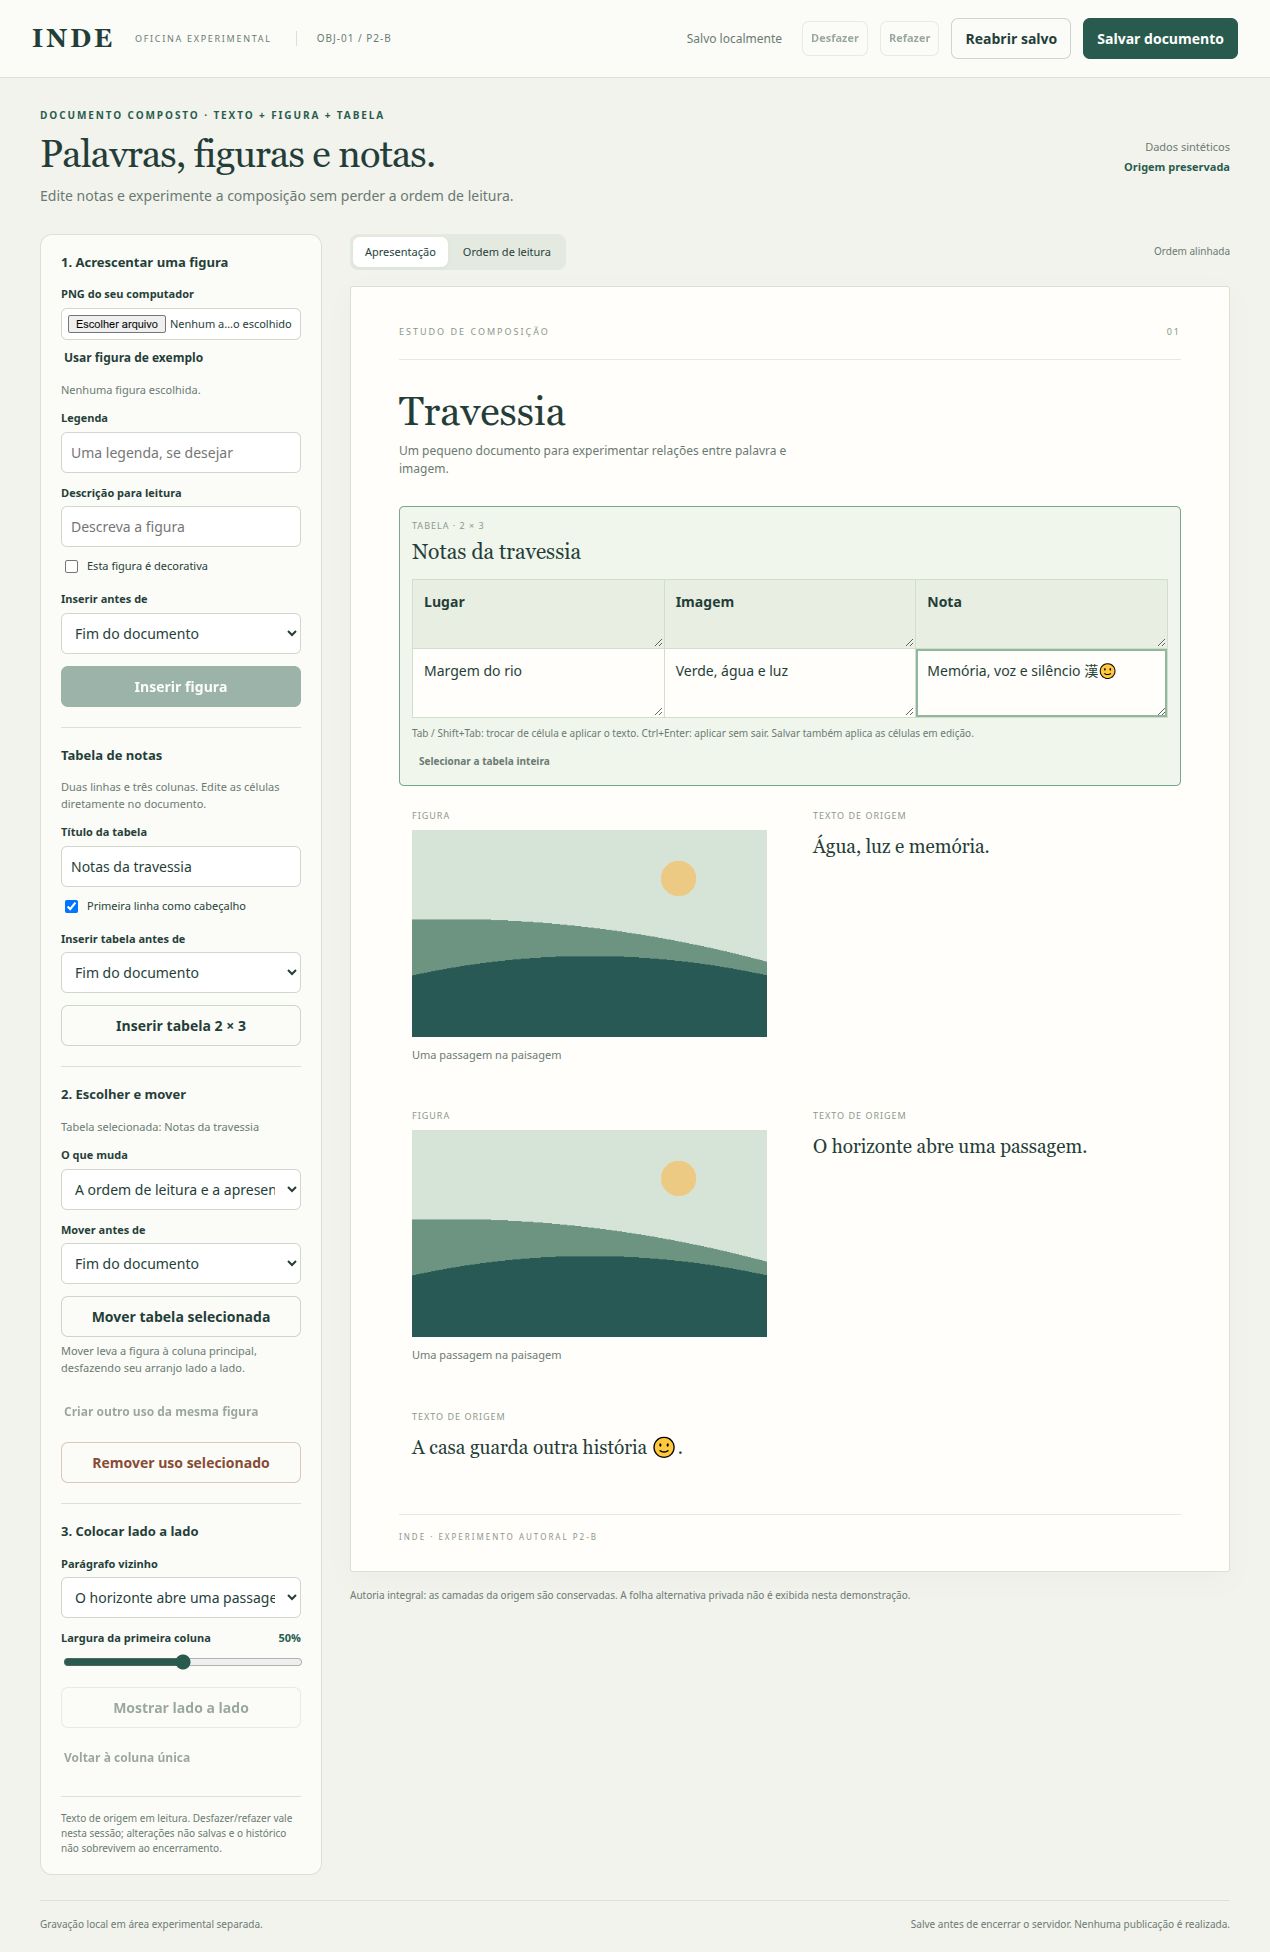 INDE
OFICINA EXPERIMENTAL
OBJ-01 / P2-B
Salvo localmente
Desfazer
Refazer
Reabrir salvo
Salvar documento
DOCUMENTO COMPOSTO · TEXTO + FIGURA + TABELA
Palavras, figuras e notas.
Edite notas e experimente a composição sem perder a ordem de leitura.
Dados sintéticos
Origem preservada
1. Acrescentar uma figura
PNG do seu computador
Escolher arquivo Nenhum a...o escolhido
Usar figura de exemplo
Nenhuma figura escolhida.
Legenda
Uma legenda, se desejar
Descrição para leitura
Descreva a figura
Esta figura é decorativa
Inserir antes de
Fim do documento
Inserir figura
Tabela de notas
Duas linhas e três colunas. Edite as células
diretamente no documento.
Título da tabela
Notas da travessia
Primeira linha como cabeçalho
Inserir tabela antes de
Fim do documento
Inserir tabela 2 × 3
2. Escolher e mover
Tabela selecionada: Notas da travessia
O que muda
A ordem de leitura e a apresen
Mover antes de
Fim do documento
Mover tabela selecionada
Mover leva a figura à coluna principal,
desfazendo seu arranjo lado a lado.
Criar outro uso da mesma figura
Remover uso selecionado
3. Colocar lado a lado
Parágrafo vizinho
O horizonte abre uma passage
Largura da primeira coluna 50%
Mostrar lado a lado
Voltar à coluna única
Texto de origem em leitura. Desfazer/refazer vale
nesta sessão; alterações não salvas e o histórico
não sobrevivem ao encerramento.
Apresentação
Ordem de leitura
Ordem alinhada
ESTUDO DE COMPOSIÇÃO 01
Travessia
Um pequeno documento para experimentar relações entre palavra e
imagem.
TABELA · 2 × 3
Notas da travessia
Lugar Imagem Nota
Margem do rio Verde, água e luz Memória, voz e silêncio 漢🙂
Tab / Shift+Tab: trocar de célula e aplicar o texto. Ctrl+Enter: aplicar sem sair. Salvar também aplica as células em edição.
Selecionar a tabela inteira
FIGURA
Uma passagem na paisagem
TEXTO DE ORIGEM
Água, luz e memória.
FIGURA
Uma passagem na paisagem
TEXTO DE ORIGEM
O horizonte abre uma passagem.
TEXTO DE ORIGEM
A casa guarda outra história 🙂.
INDE · EXPERIMENTO AUTORAL P2-B
Autoria integral: as camadas da origem são conservadas. A folha alternativa privada não é exibida nesta demonstração.
Gravação local em área experimental separada.
Salve antes de encerrar o servidor. Nenhuma publicação é realizada.